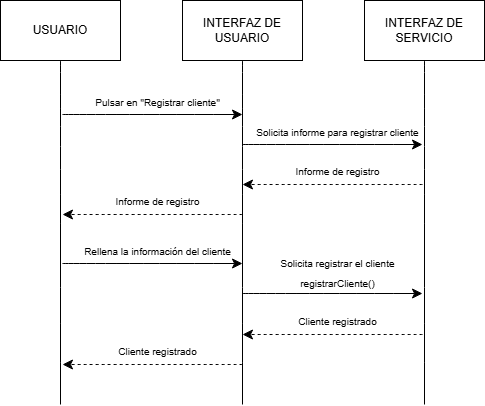 USUARIO
INTERFAZ DE
USUARIO
INTERFAZ DE
SERVICIO
Pulsar en "Registrar cliente"
Solicita informe para registrar cliente
Informe de registro
Informe de registro
Rellena la información del cliente
Solicita registrar el cliente
registrarCliente()
Cliente registrado
Cliente registrado